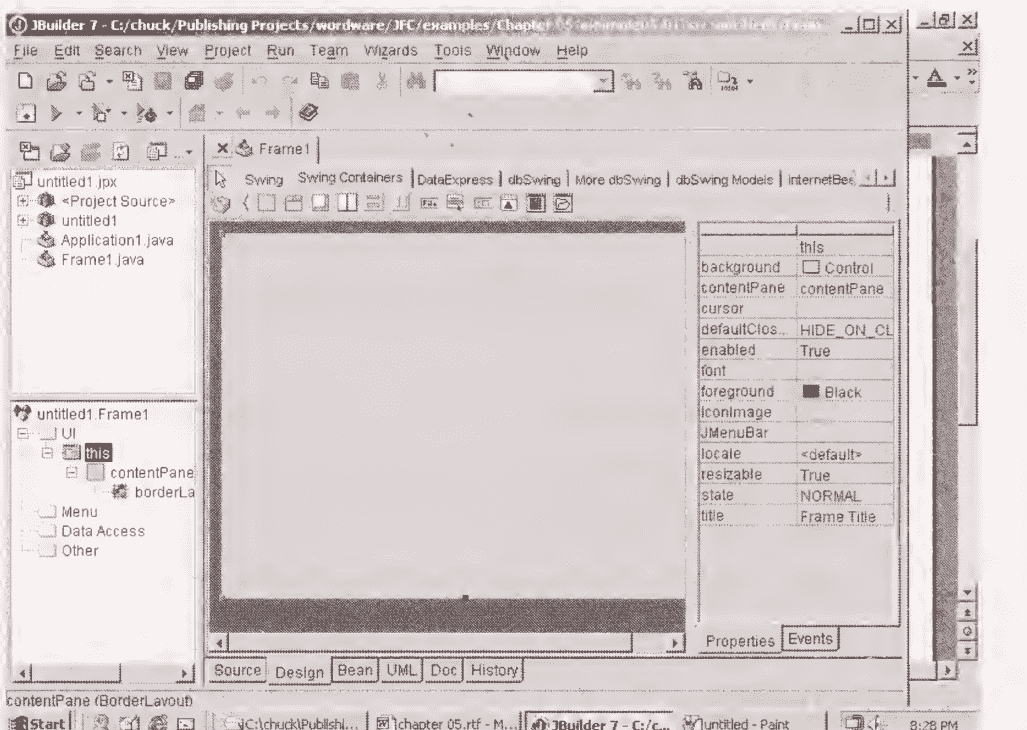 JBuilder 7 - C:/chuck/Publishing Projects/wordware/JFC/examples/Chapter
File Edit Search View Project Run Team Wizards Tools Window Help
Frame1
Swing Swing Containers DataExpress dbSwing More dbSwing dbSwing Models InternetBea
untitled1.jpx
<Project Source>
untitled1
Application1.java
Frame1.java
this
background Control
contentPane contentPane
cursor
defaultClos... HIDE_ON_CL
enabled True
font
foreground Black
iconImage
JMenuBar
locale <default>
resizable True
state NORMAL
title Frame Title
untitled1.Frame1
UI
this
contentPane
borderLa
Menu
Data Access
Other
Properties Events
Source Design Bean UML Doc History
contentPane (BorderLayout)
Start C:\chuck\Publishi... chapter 05.rtf - M... JBuilder 7 - C:/c... untitled - Paint 8:28 PM